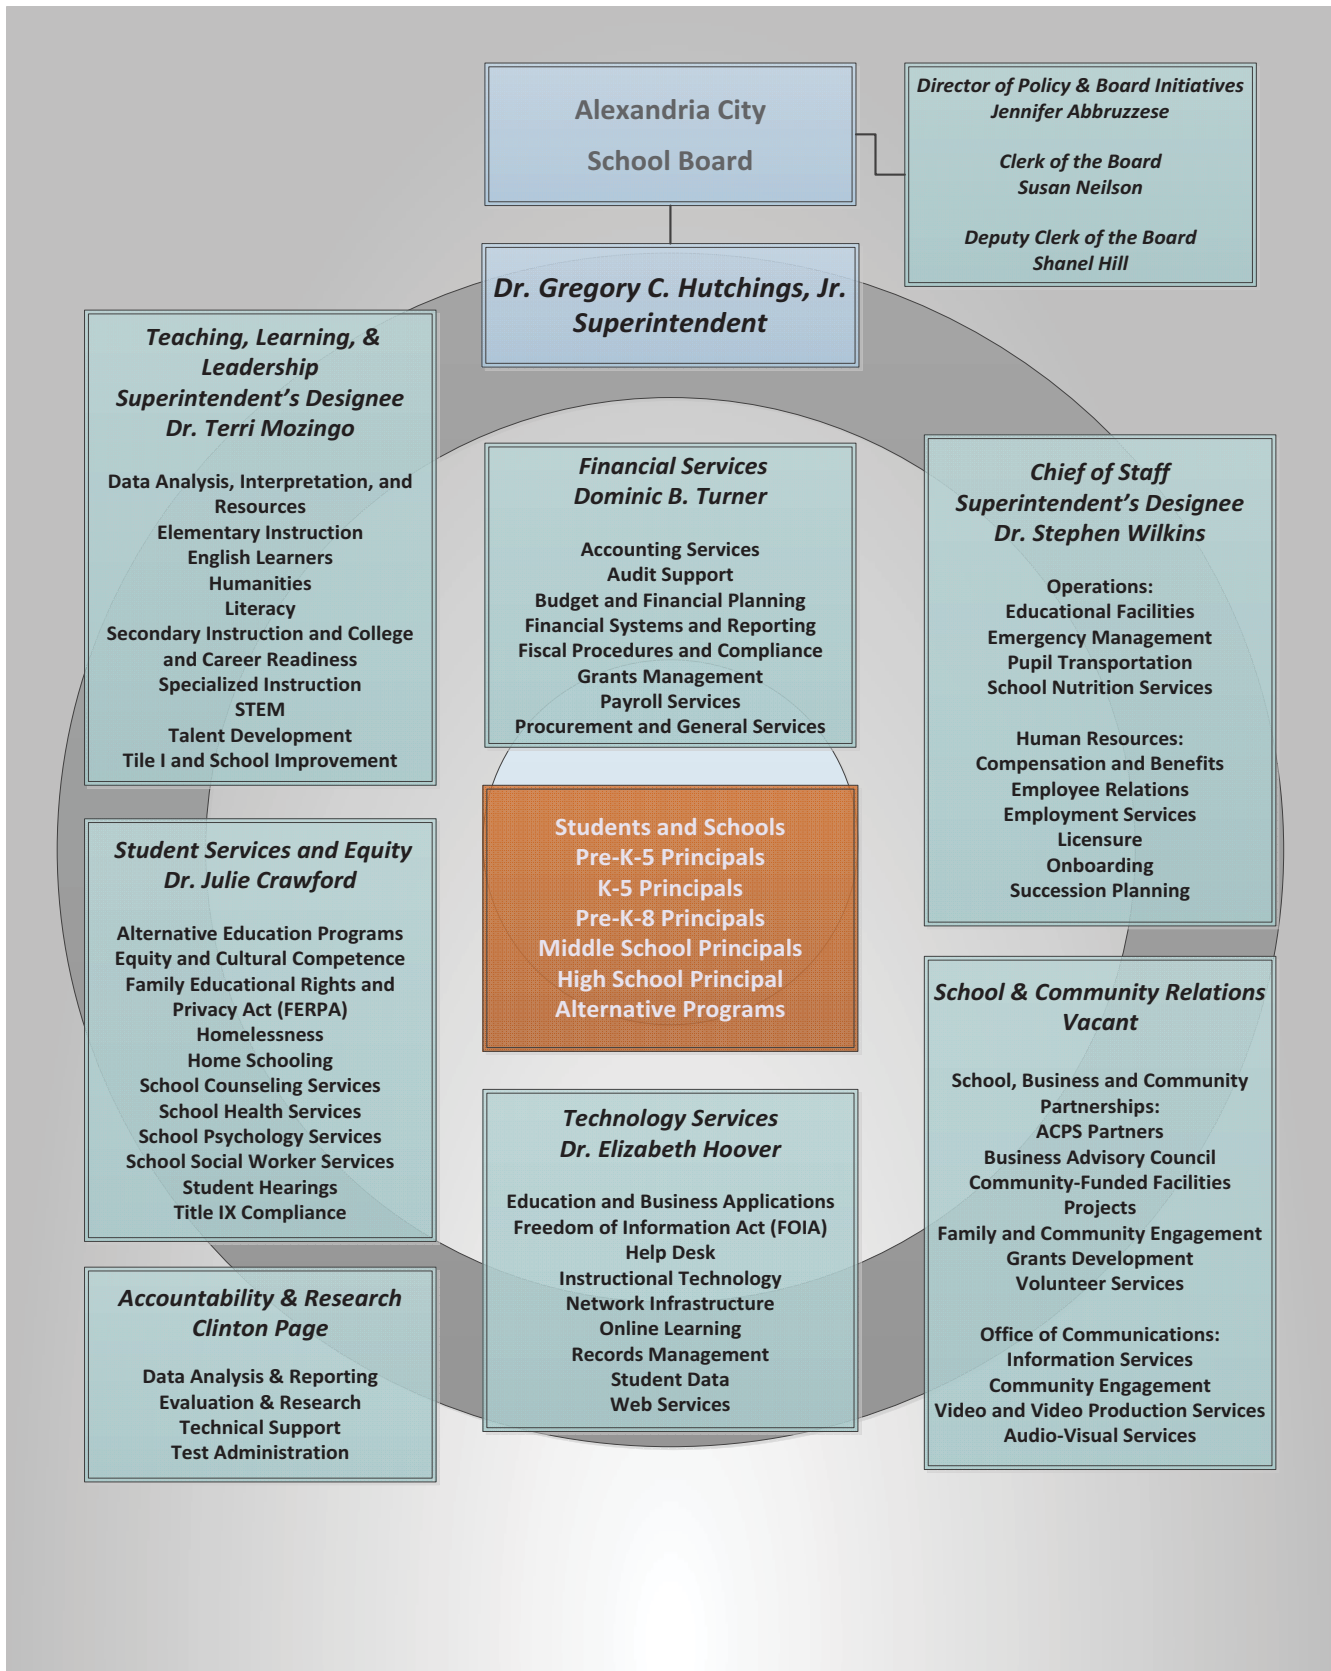 Alexandria City
School Board
Director of Policy & Board Initiatives
Jennifer Abbruzzese
Clerk of the Board
Susan Neilson
Deputy Clerk of the Board
Shanel Hill
Dr. Gregory C. Hutchings, Jr.
Superintendent
Teaching, Learning, &
Leadership
Superintendent’s Designee
Dr. Terri Mozingo
Data Analysis, Interpretation, and
Resources
Elementary Instruction
English Learners
Humanities
Literacy
Secondary Instruction and College
and Career Readiness
Specialized Instruction
STEM
Talent Development
Tile I and School Improvement
Financial Services
Dominic B. Turner
Accounting Services
Audit Support
Budget and Financial Planning
Financial Systems and Reporting
Fiscal Procedures and Compliance
Grants Management
Payroll Services
Procurement and General Services
Chief of Staff
Superintendent’s Designee
Dr. Stephen Wilkins
Operations:
Educational Facilities
Emergency Management
Pupil Transportation
School Nutrition Services
Human Resources:
Compensation and Benefits
Employee Relations
Employment Services
Licensure
Onboarding
Succession Planning
Students and Schools
Pre-K-5 Principals
K-5 Principals
Pre-K-8 Principals
Middle School Principals
High School Principal
Alternative Programs
Student Services and Equity
Dr. Julie Crawford
Alternative Education Programs
Equity and Cultural Competence
Family Educational Rights and
Privacy Act (FERPA)
Homelessness
Home Schooling
School Counseling Services
School Health Services
School Psychology Services
School Social Worker Services
Student Hearings
Title IX Compliance
School & Community Relations
Vacant
School, Business and Community
Partnerships:
ACPS Partners
Business Advisory Council
Community-Funded Facilities
Projects
Family and Community Engagement
Grants Development
Volunteer Services
Office of Communications:
Information Services
Community Engagement
Video and Video Production Services
Audio-Visual Services
Technology Services
Dr. Elizabeth Hoover
Education and Business Applications
Freedom of Information Act (FOIA)
Help Desk
Instructional Technology
Network Infrastructure
Online Learning
Records Management
Student Data
Web Services
Accountability & Research
Clinton Page
Data Analysis & Reporting
Evaluation & Research
Technical Support
Test Administration